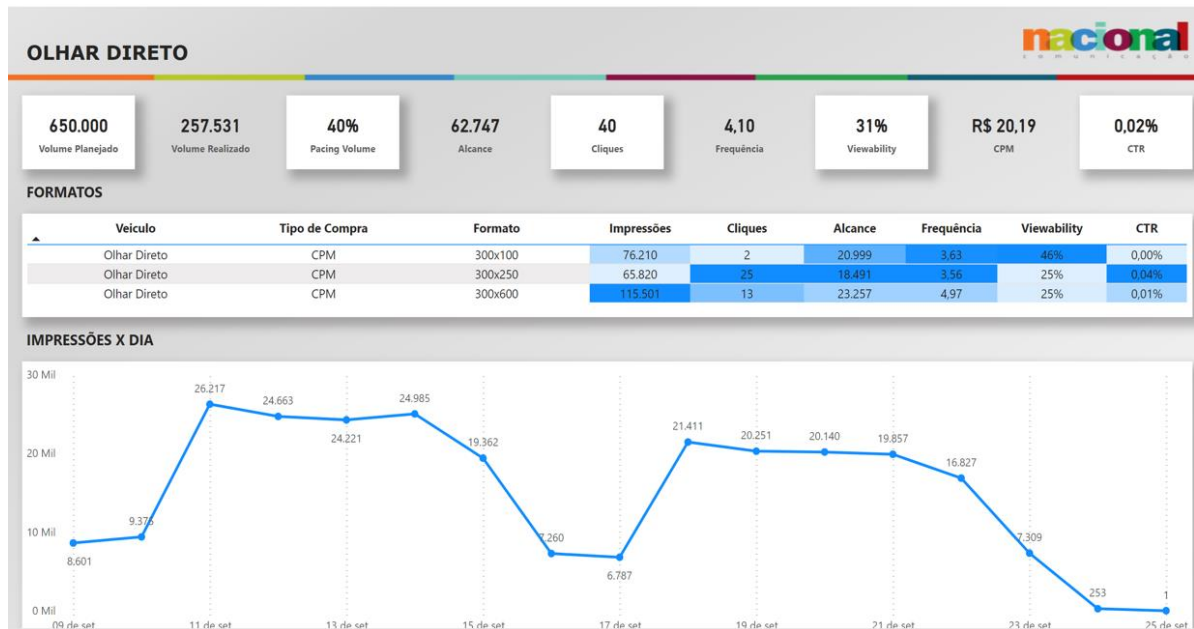 OLHAR DIRETO
nacional
comunicação
650.000 257.531 40% 62.747 40 4,10 31% R$ 20,19 0,02%
Volume Planejado Volume Realizado Pacing Volume Alcance Cliques Frequência Viewability CPM CTR
FORMATOS
Veículo Tipo de Compra Formato Impressões Cliques Alcance Frequência Viewability CTR
Olhar Direto CPM 300x100 76.210 2 20.999 3,63 46% 0,00%
Olhar Direto CPM 300x250 65.820 25 18.491 3,56 25% 0,04%
Olhar Direto CPM 300x600 115.501 13 23.257 4,97 25% 0,01%
IMPRESSÕES X DIA
30 Mil
26.217
24.663
24.985
24.221
21.411
20.251
20.140
19.857
20 Mil
19.362
16.827
10 Mil
9.375
8.601
7.260
6.787
7.309
253
1
0 Mil
09 de set 11 de set 13 de set 15 de set 17 de set 19 de set 21 de set 23 de set 25 de set